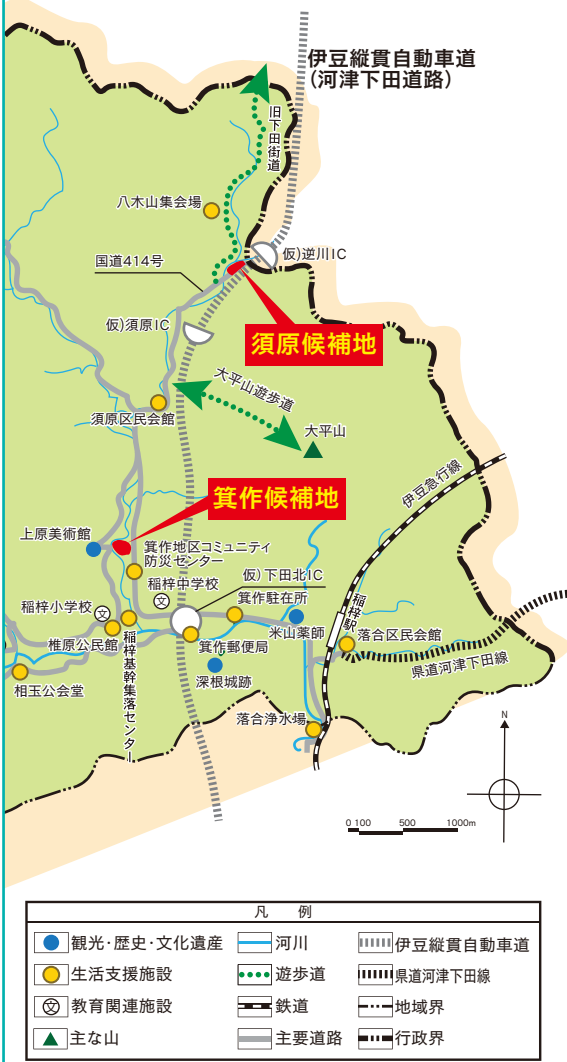 伊豆縦貫自動車道
(河津下田道路)
旧下田街道
八木山集会場
仮)逆川IC
国道414号
仮)須原IC
須原候補地
大平山遊歩道
大平山
須原区民会館
伊豆急行線
箕作候補地
上原美術館
箕作地区コミュニティ
防災センター
稲梓中学校
仮)下田北IC
稲梓小学校
箕作駐在所
稲梓駅
椎原公民館
米山薬師
落合区民会館
箕作郵便局
県道河津下田線
相玉公会堂
稲梓基幹集落センター
深根城跡
落合浄水場
N
0 100 500 1000m
凡 例
観光・歴史・文化遺産
河川
伊豆縦貫自動車道
生活支援施設
遊歩道
県道河津下田線
文
教育関連施設
鉄道
地域界
主な山
主要道路
行政界